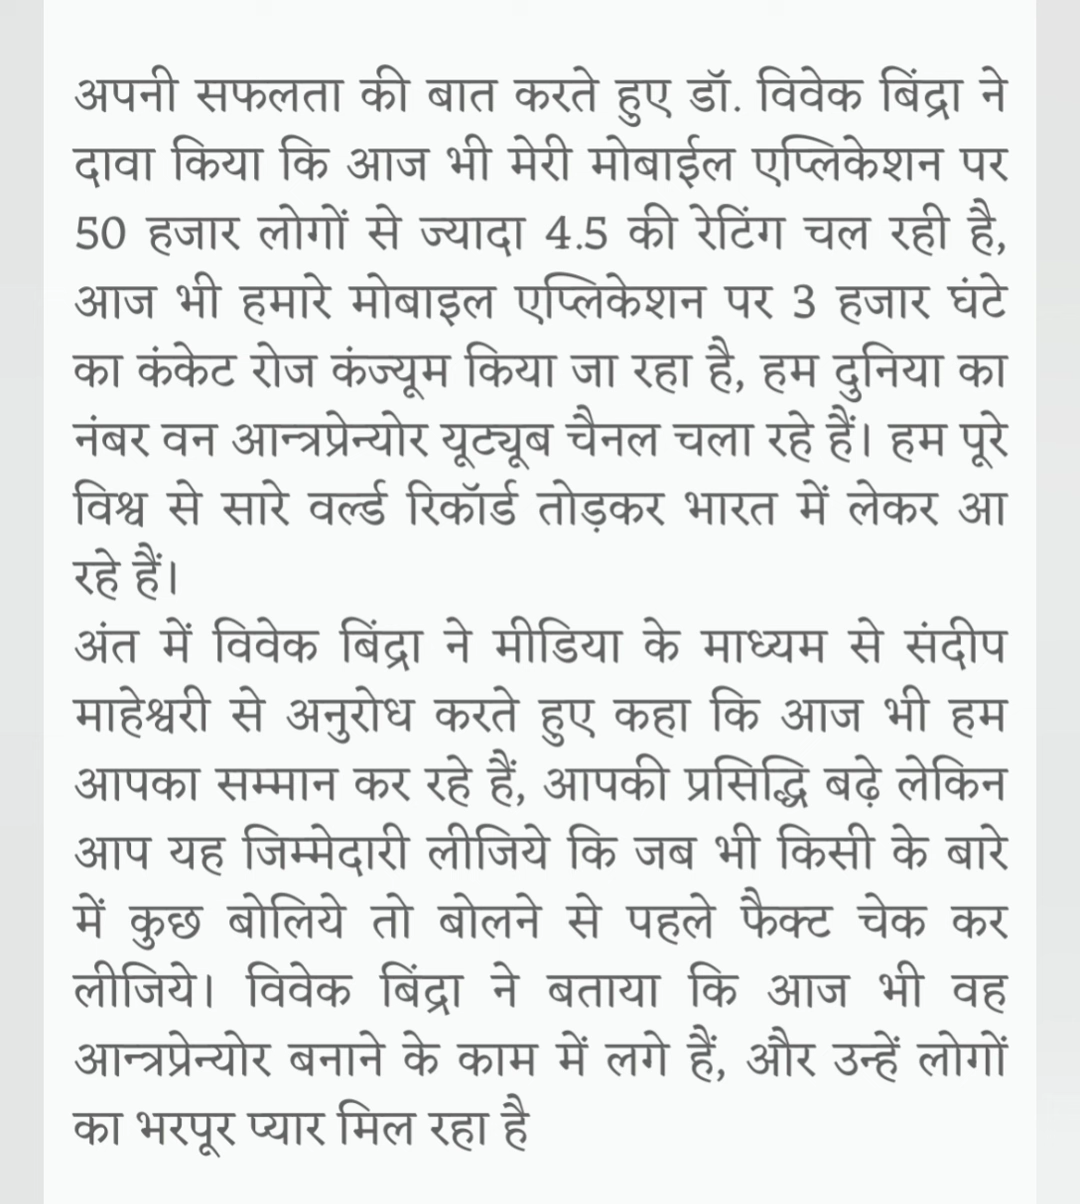 अपनी सफलता की बात करते हुए डॉ. विवेक बिंद्रा ने
दावा किया कि आज भी मेरी मोबाईल एप्लिकेशन पर
50 हजार लोगों से ज्यादा 4.5 की रेटिंग चल रही है,
आज भी हमारे मोबाइल एप्लिकेशन पर 3 हजार घंटे
का कंकेट रोज कंज्यूम किया जा रहा है, हम दुनिया का
नंबर वन आन्त्रप्रेन्योर यूट्यूब चैनल चला रहे हैं। हम पूरे
विश्व से सारे वर्ल्ड रिकॉर्ड तोड़कर भारत में लेकर आ
रहे हैं।
अंत में विवेक बिंद्रा ने मीडिया के माध्यम से संदीप
माहेश्वरी से अनुरोध करते हुए कहा कि आज भी हम
आपका सम्मान कर रहे हैं, आपकी प्रसिद्धि बढ़े लेकिन
आप यह जिम्मेदारी लीजिये कि जब भी किसी के बारे
में कुछ बोलिये तो बोलने से पहले फैक्ट चेक कर
लीजिये। विवेक बिंद्रा ने बताया कि आज भी वह
आन्त्रप्रेन्योर बनाने के काम में लगे हैं, और उन्हें लोगों
का भरपूर प्यार मिल रहा है